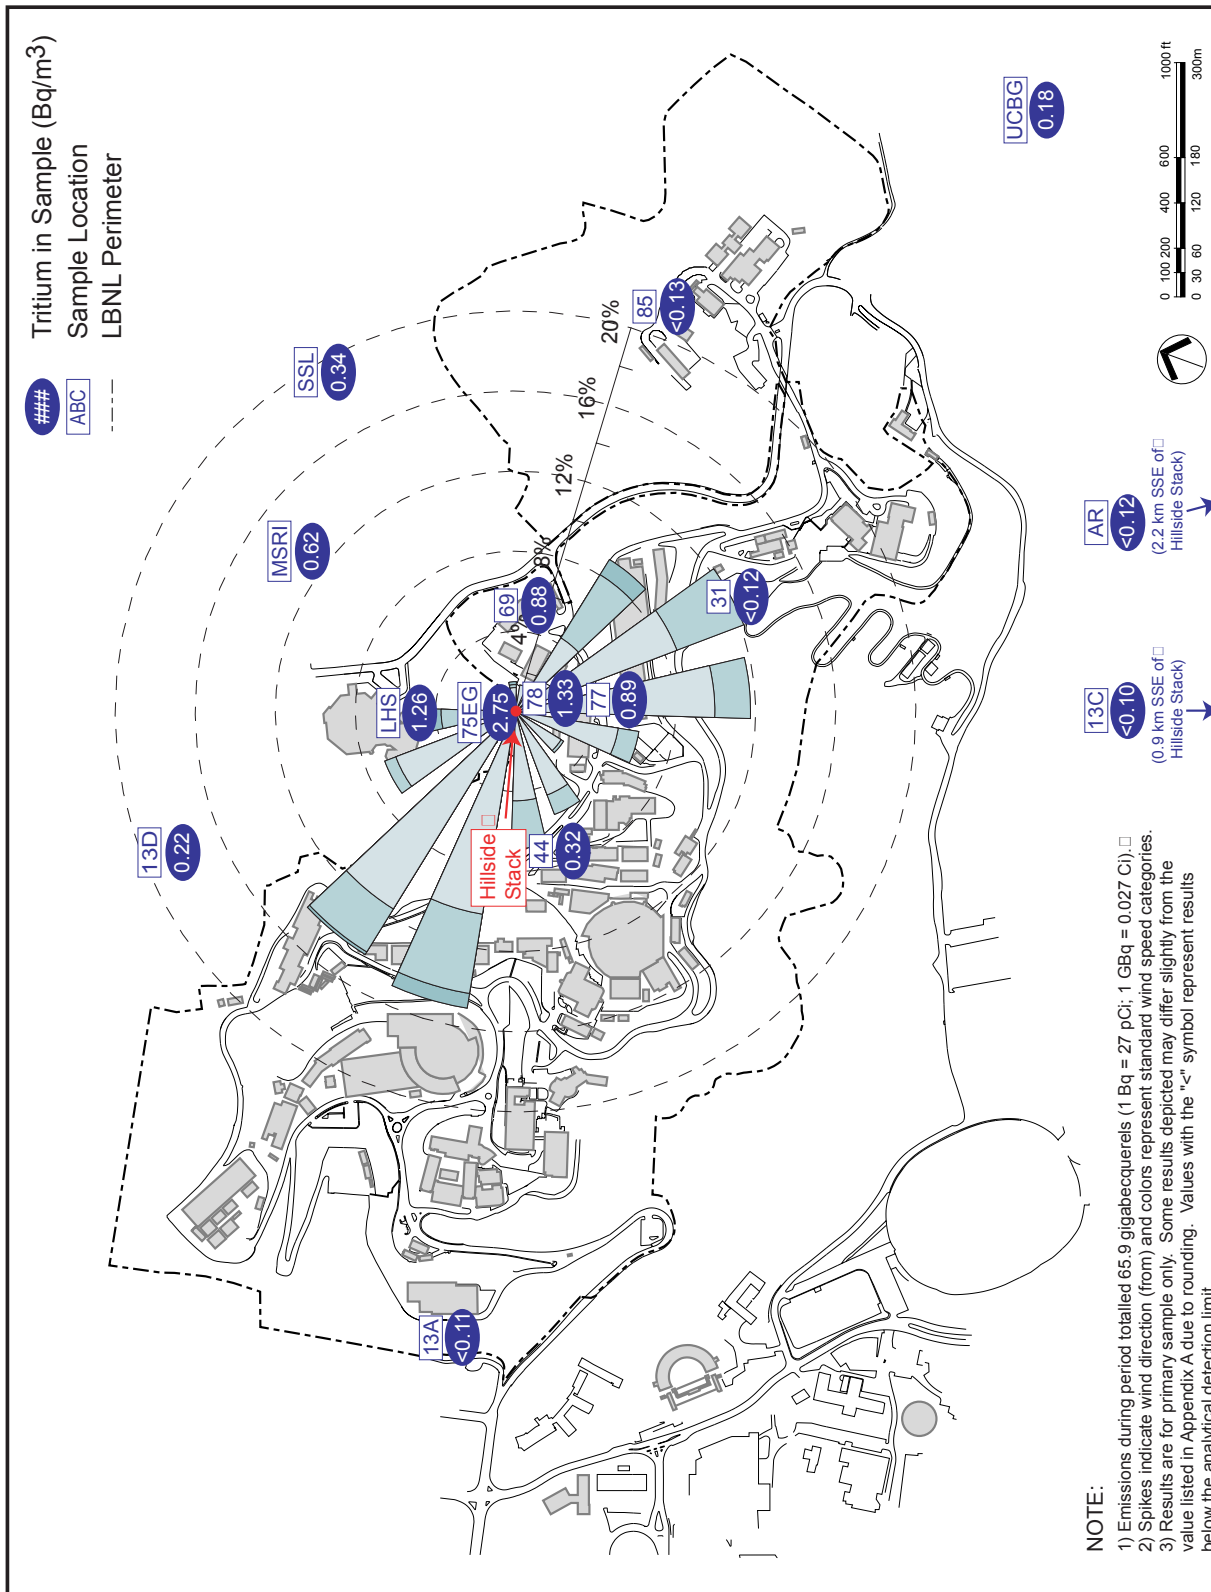 ### Tritium in Sample (Bq/m3)
ABC Sample Location
LBNL Perimeter
13A
<0.11
13D
0.22
LHS
1.26
MSRI
0.62
SSL
0.34
75EG
2.75
69
0.88
78
1.33
77
0.89
44
0.32
31
<0.12
85
<0.13
UCBG
0.18
Hillside
Stack
4%
8%
12%
16%
20%
13C
<0.10
(0.9 km SSE of
Hillside Stack)
AR
<0.12
(2.2 km SSE of
Hillside Stack)
0 100 200 400 600 1000 ft
0 30 60 120 180 300m
NOTE:
1) Emissions during period totalled 65.9 gigabecquerels (1 Bq = 27 pCi; 1 GBq = 0.027 Ci).
2) Spikes indicate wind direction (from) and colors represent standard wind speed categories.
3) Results are for primary sample only. Some results depicted may differ slightly from the
value listed in Appendix A due to rounding. Values with the "<" symbol represent results
below the analytical detection limit